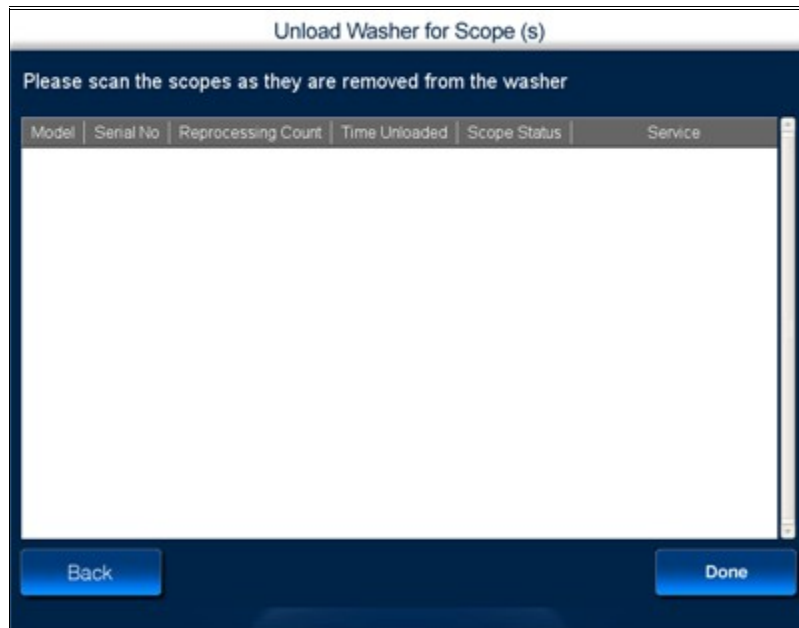 Unload Washer for Scope (s)
Please scan the scopes as they are removed from the washer
Model Serial No Reprocessing Count Time Unloaded Scope Status Service
Back Done